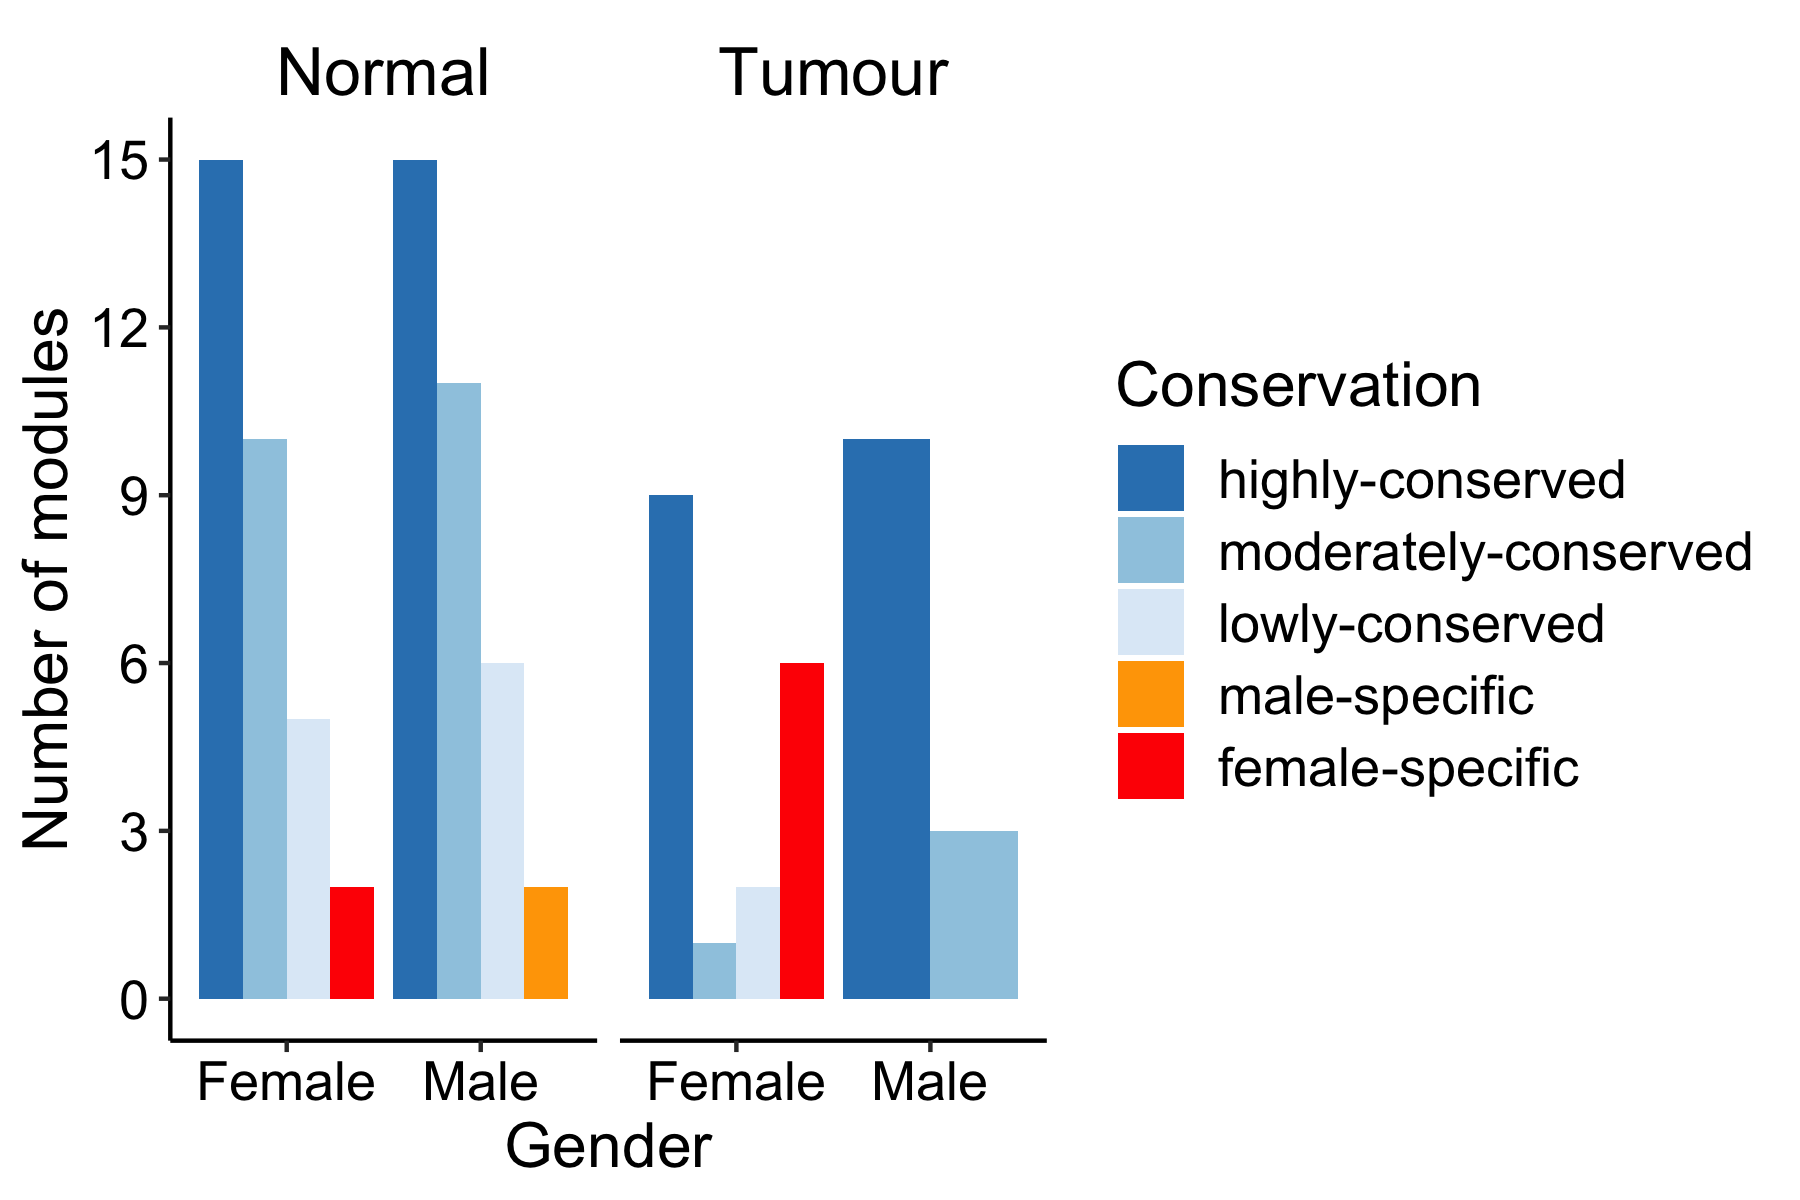 Normal
Tumour
Number of modules
15
12
9
6
3
0
Female
Male
Female
Male
Gender
Conservation
highly-conserved
moderately-conserved
lowly-conserved
male-specific
female-specific